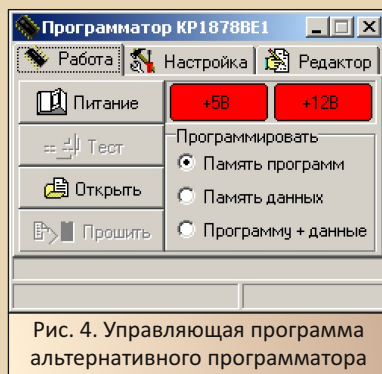 Программатор КР1878ВЕ1
Работа Настройка Редактор
Питание +5В +12В
Тест
Открыть
Прошить
Программировать
Память программ
Память данных
Программу + данные
Рис. 4. Управляющая программа
альтернативного программатора